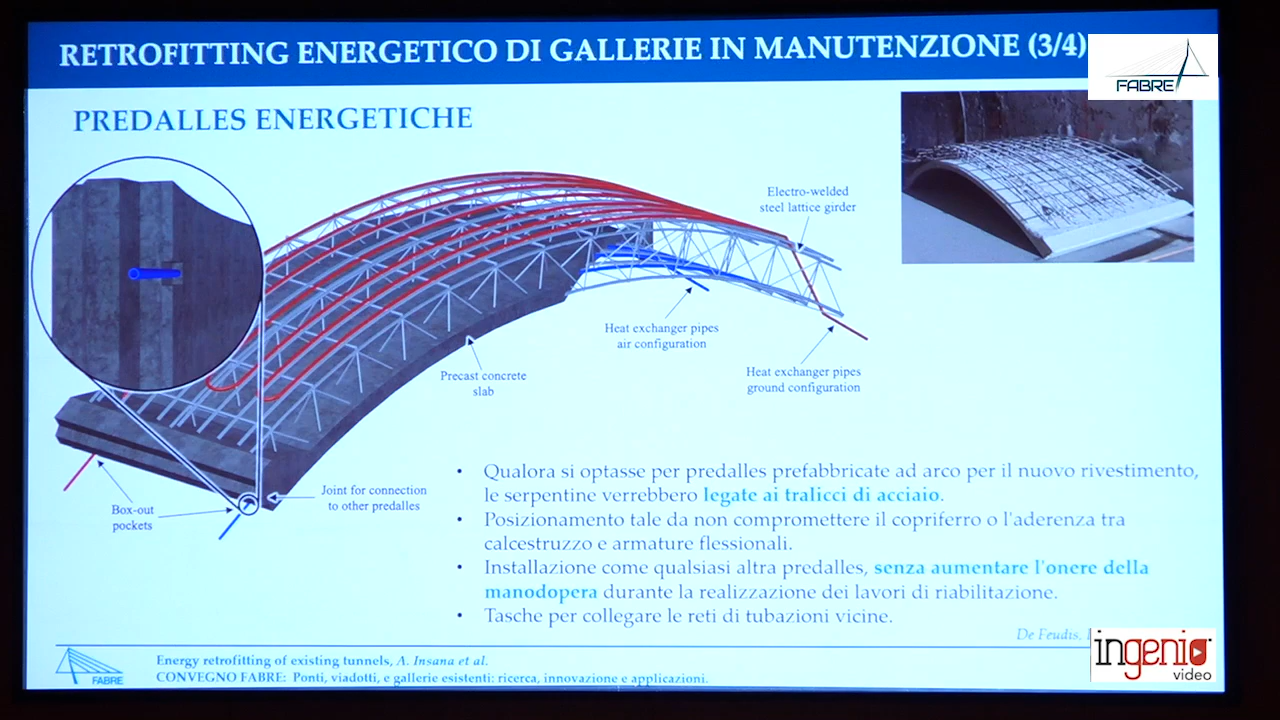 RETROFITTING ENERGETICO DI GALLERIE IN MANUTENZIONE (3/4)
FABRE
PREDALLES ENERGETICHE
Electro-welded
steel lattice girder
Heat exchanger pipes
air configuration
Heat exchanger pipes
ground configuration
Precast concrete
slab
Joint for connection
to other predalles
Box-out
pockets
• Qualora si optasse per predalles prefabbricate ad arco per il nuovo rivestimento,
le serpentine verrebbero legate ai tralicci di acciaio.
• Posizionamento tale da non compromettere il copriferro o l'aderenza tra
calcestruzzo e armature flessionali.
• Installazione come qualsiasi altra predalles, senza aumentare l'onere della
manodopera durante la realizzazione dei lavori di riabilitazione.
• Tasche per collegare le reti di tubazioni vicine.
De Feudis,
FABRE
Energy retrofitting of existing tunnels, A. Insana et al.
CONVEGNO FABRE: Ponti, viadotti, e gallerie esistenti: ricerca, innovazione e applicazioni.
ingenio
video